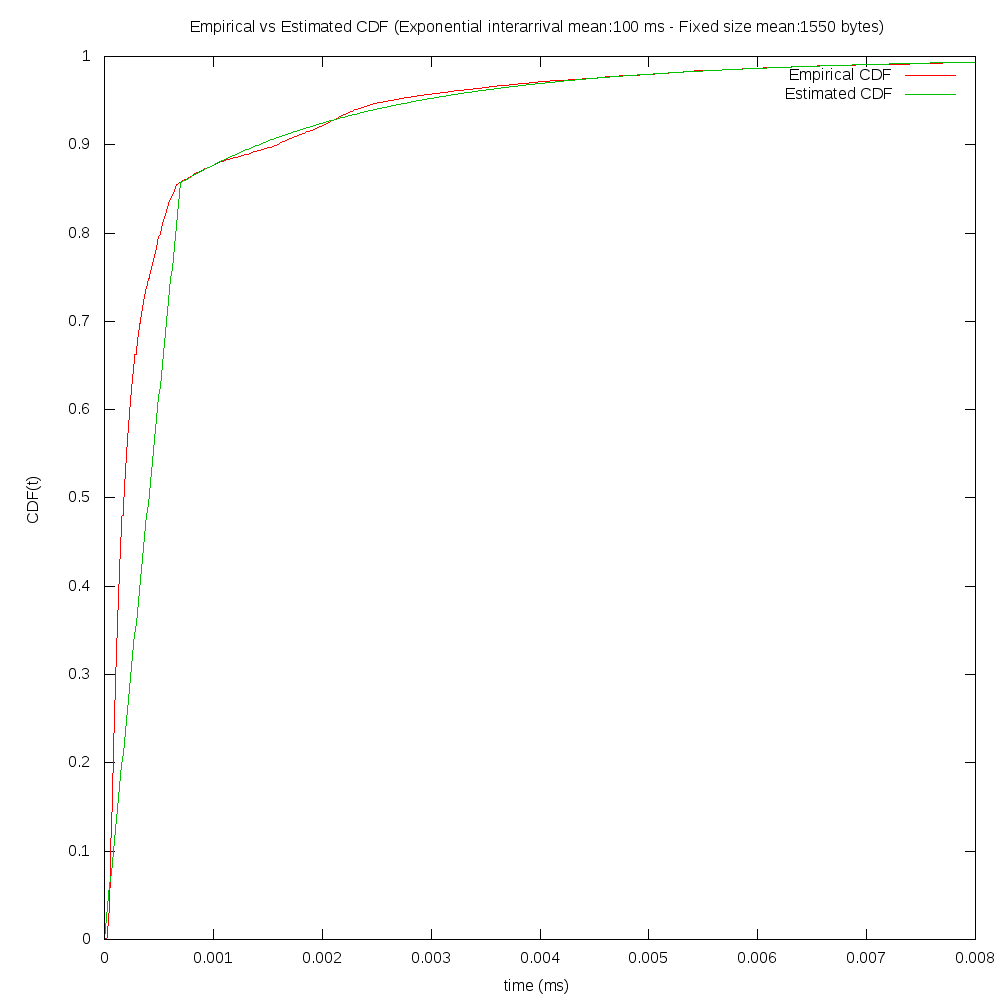 Empirical vs Estimated CDF (Exponential interarrival mean:100 ms - Fixed size mean:1550 bytes)
Empirical CDF
Estimated CDF
1
0.9
0.8
0.7
0.6
0.5
0.4
0.3
0.2
0.1
0
CDF(t)
0 0.001 0.002 0.003 0.004 0.005 0.006 0.007 0.008
time (ms)